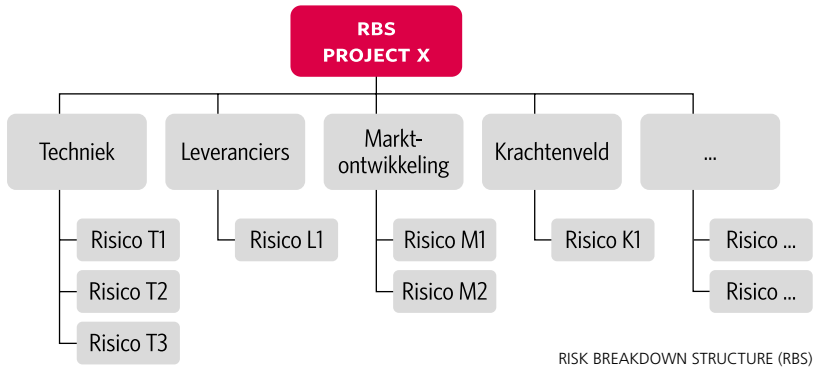 RBS
PROJECT X
Techniek
Leveranciers
Markt-
ontwikkeling
Krachtenveld
...
Risico T1
Risico L1
Risico M1
Risico K1
Risico ...
Risico T2
Risico M2
Risico ...
Risico T3
RISK BREAKDOWN STRUCTURE (RBS)